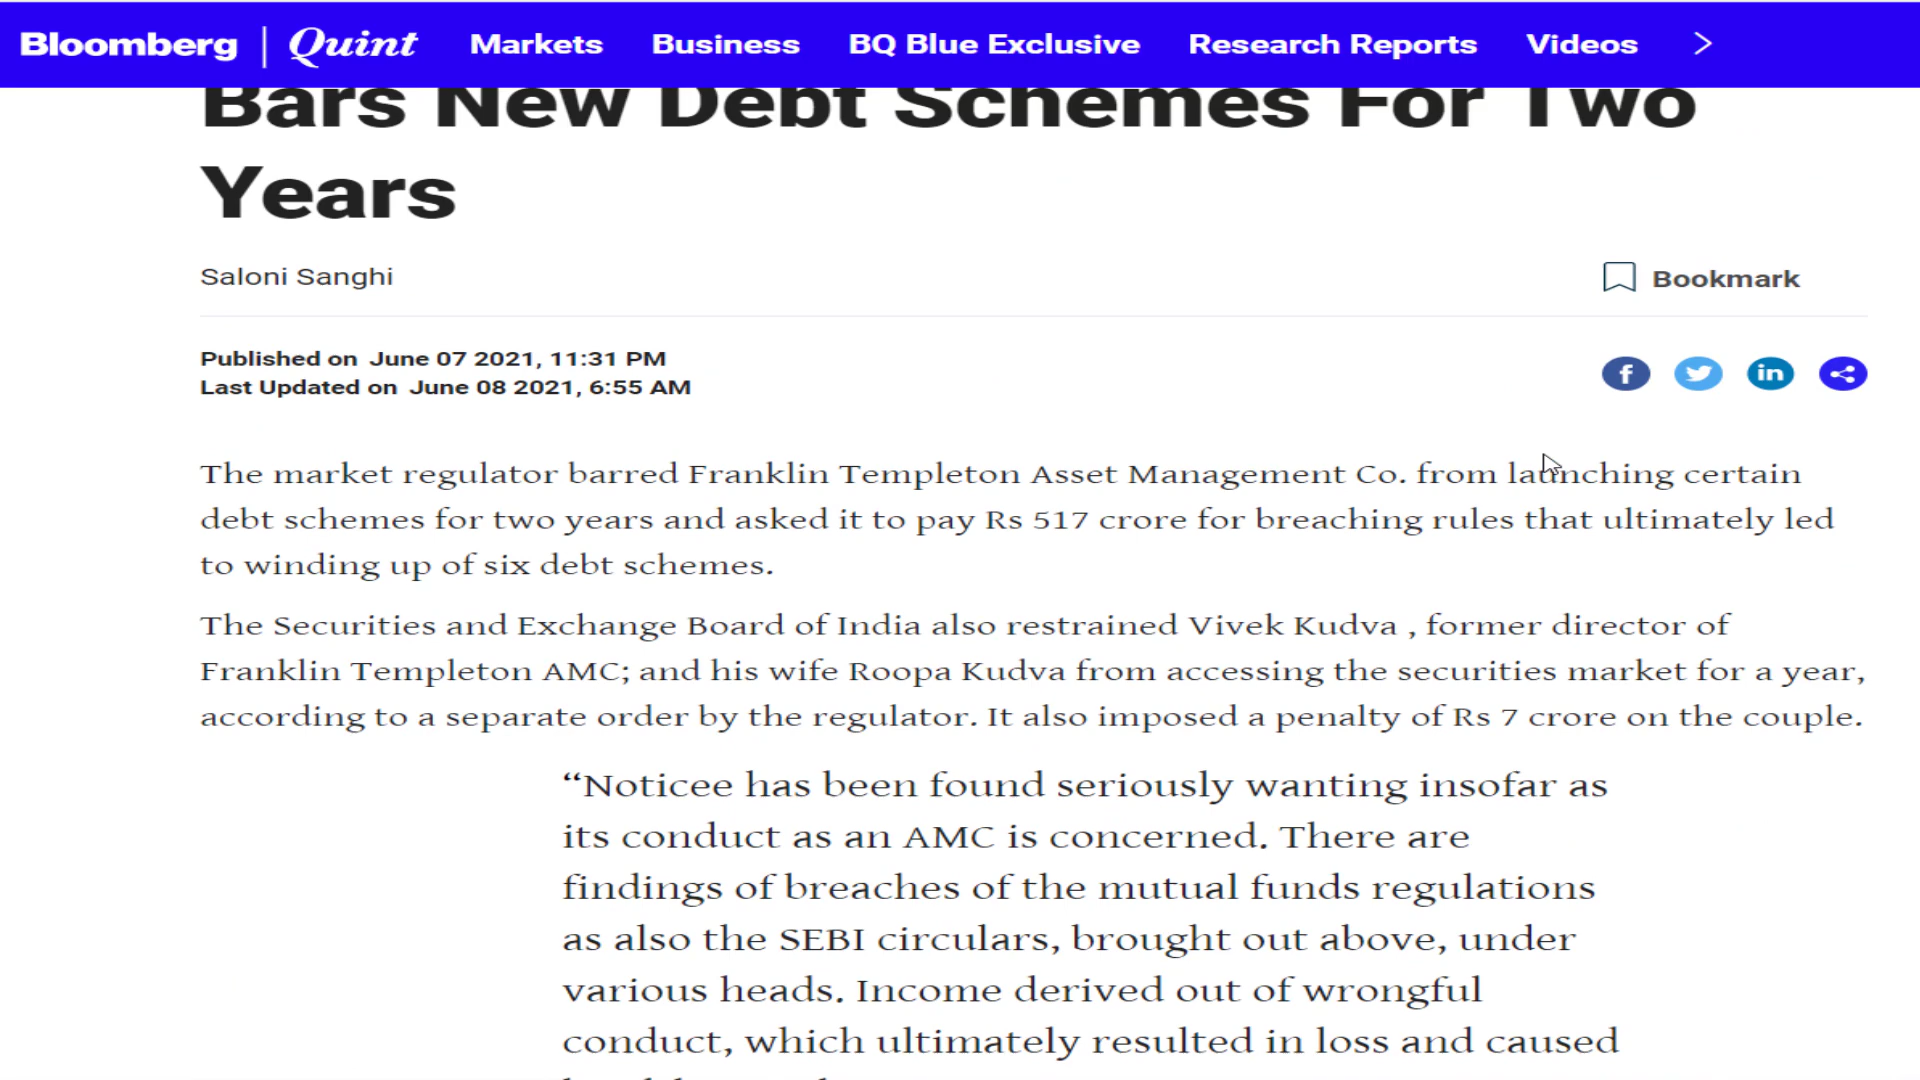 Bloomberg | Quint Markets Business BQ Blue Exclusive Research Reports Videos >
Bars New Debt Schemes For Two
Years
Saloni Sanghi
Bookmark
Published on June 07 2021, 11:31 PM
Last Updated on June 08 2021, 6:55 AM
The market regulator barred Franklin Templeton Asset Management Co. from launching certain
debt schemes for two years and asked it to pay Rs 517 crore for breaching rules that ultimately led
to winding up of six debt schemes.
The Securities and Exchange Board of India also restrained Vivek Kudva , former director of
Franklin Templeton AMC; and his wife Roopa Kudva from accessing the securities market for a year,
according to a separate order by the regulator. It also imposed a penalty of Rs 7 crore on the couple.
“Noticee has been found seriously wanting insofar as
its conduct as an AMC is concerned. There are
findings of breaches of the mutual funds regulations
as also the SEBI circulars, brought out above, under
various heads. Income derived out of wrongful
conduct, which ultimately resulted in loss and caused